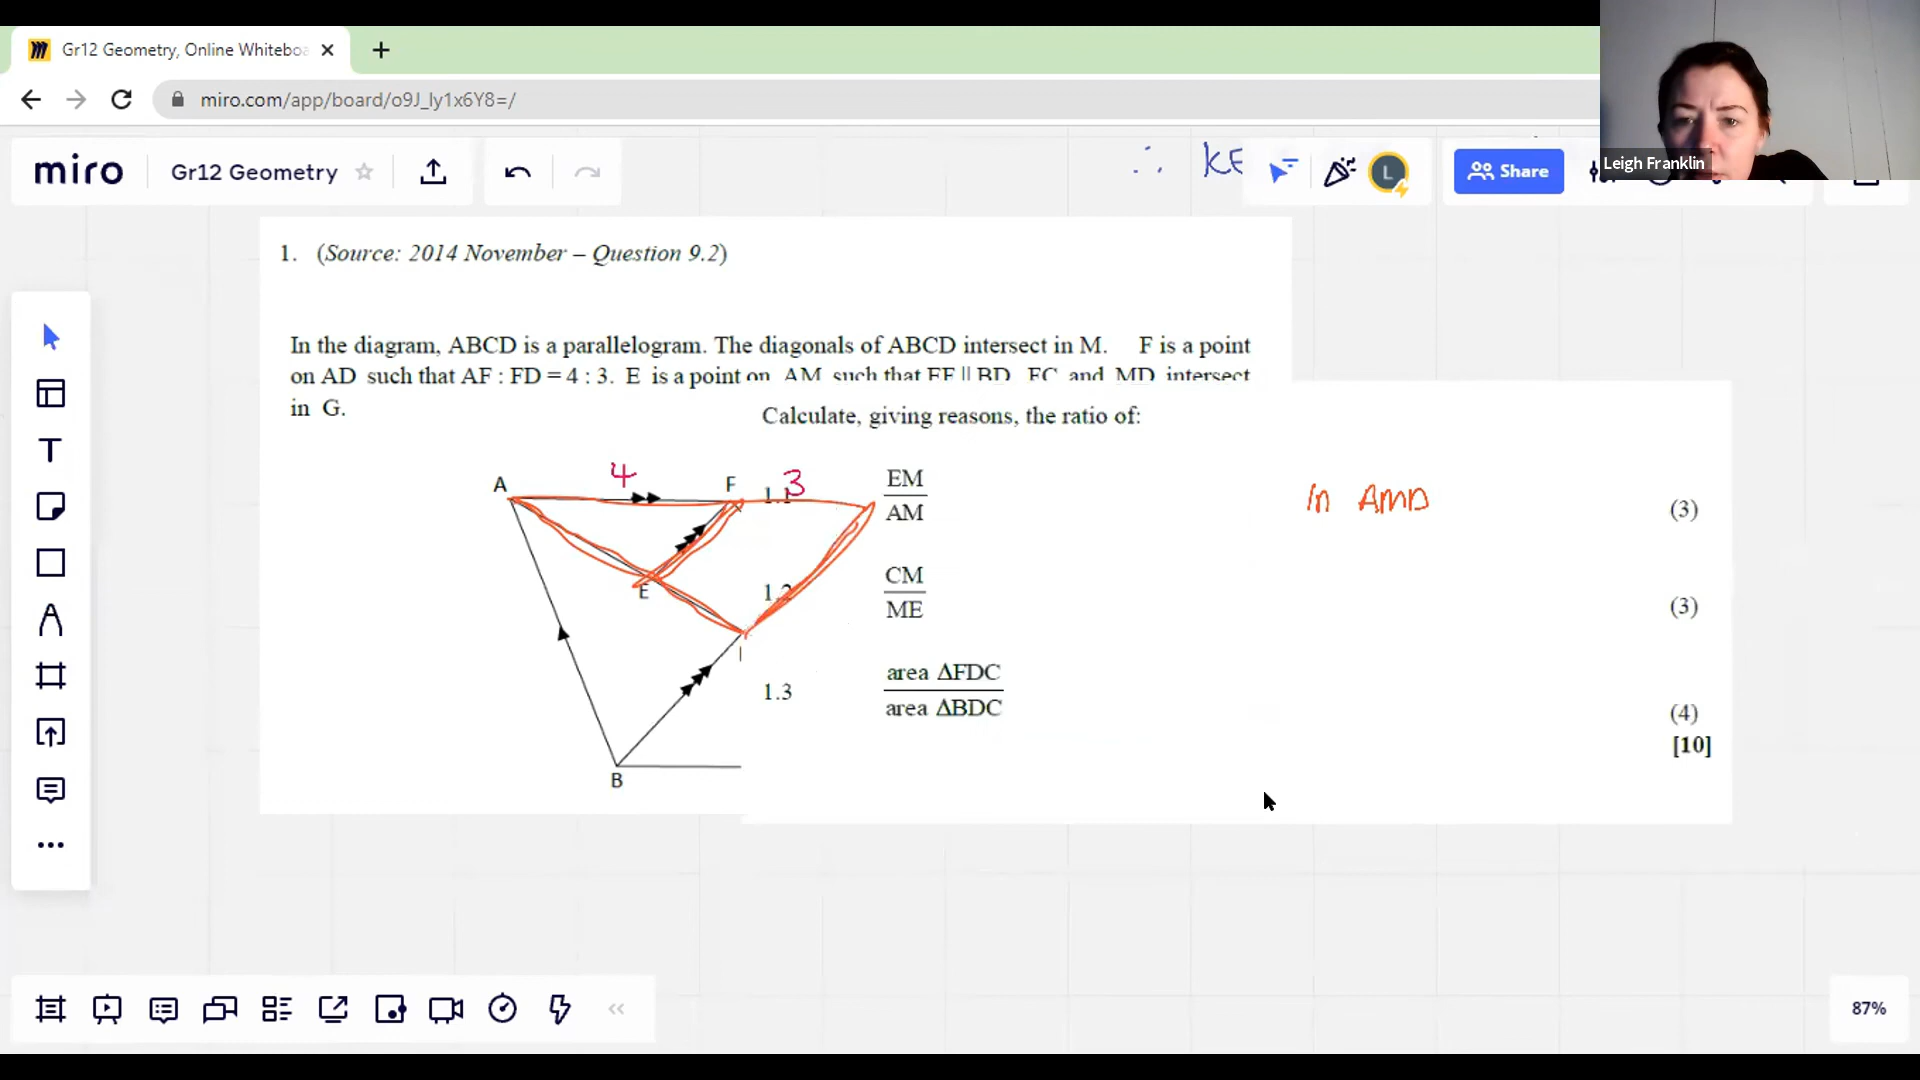 Gr12 Geometry, Online Whiteboa
miro.com/app/board/o9J_ly1x6Y8=/
Leigh Franklin
miro
Gr12 Geometry
∴ KE
L
Share
1. (Source: 2014 November – Question 9.2)
In the diagram, ABCD is a parallelogram. The diagonals of ABCD intersect in M. F is a point
on AD such that AF : FD = 4 : 3. E is a point on AM such that EF || BD. FC and MD intersect
in G.
Calculate, giving reasons, the ratio of:
A
4
F
3
1.1
EM
AM
In AMD
(3)
E
1.2
CM
ME
(3)
1.3
area ΔFDC
area ΔBDC
(4)
[10]
B
87%